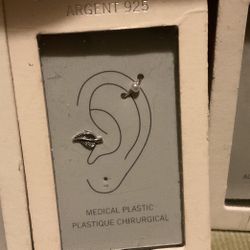 ARGENT 925
MEDICAL PLASTIC
PLASTIQUE CHIRURGICAL